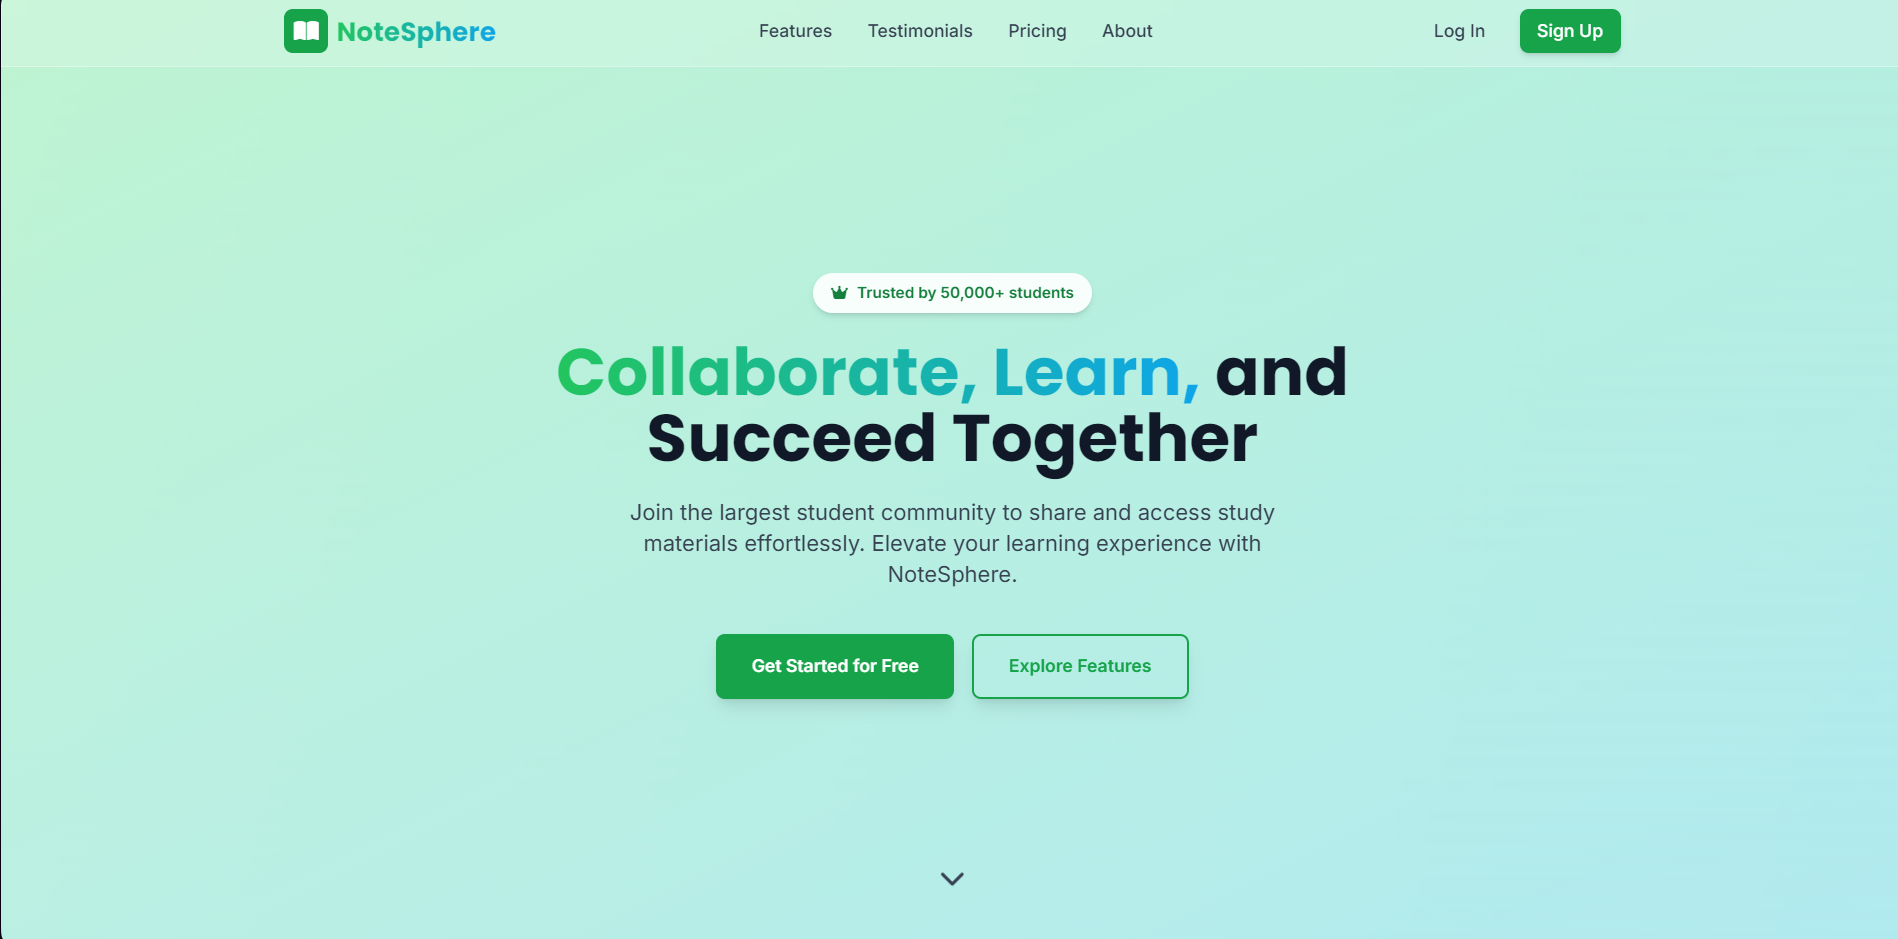 NoteSphere
Features
Testimonials
Pricing
About
Log In
Sign Up
Trusted by 50,000+ students
Collaborate, Learn, and
Succeed Together
Join the largest student community to share and access study
materials effortlessly. Elevate your learning experience with
NoteSphere.
Get Started for Free
Explore Features